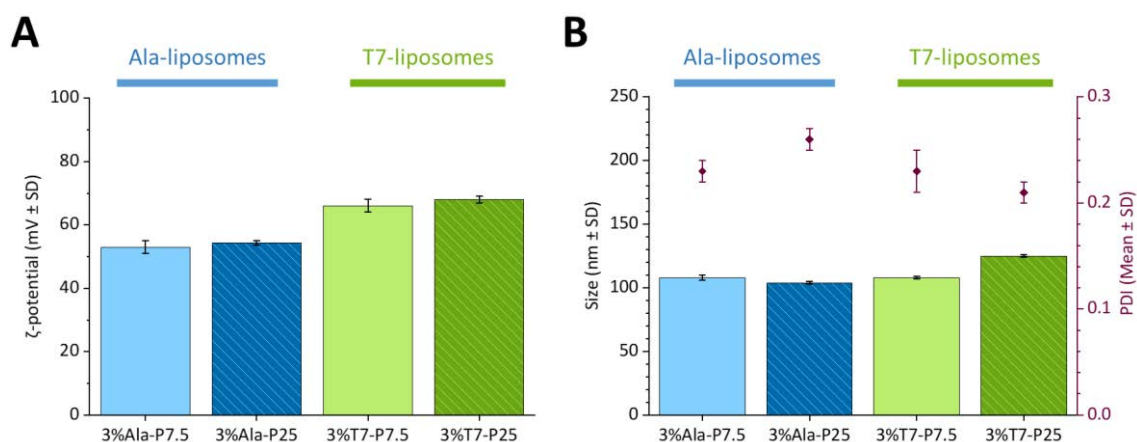 A
Ala-liposomes
T7-liposomes
ζ-potential (mV ± SD)
100
80
60
40
20
0
3%Ala-P7.5
3%Ala-P25
3%T7-P7.5
3%T7-P25
B
Ala-liposomes
T7-liposomes
Size (nm ± SD)
250
200
150
100
50
0
3%Ala-P7.5
3%Ala-P25
3%T7-P7.5
3%T7-P25
0.3
0.2
0.1
0.0
PDI (Mean ± SD)